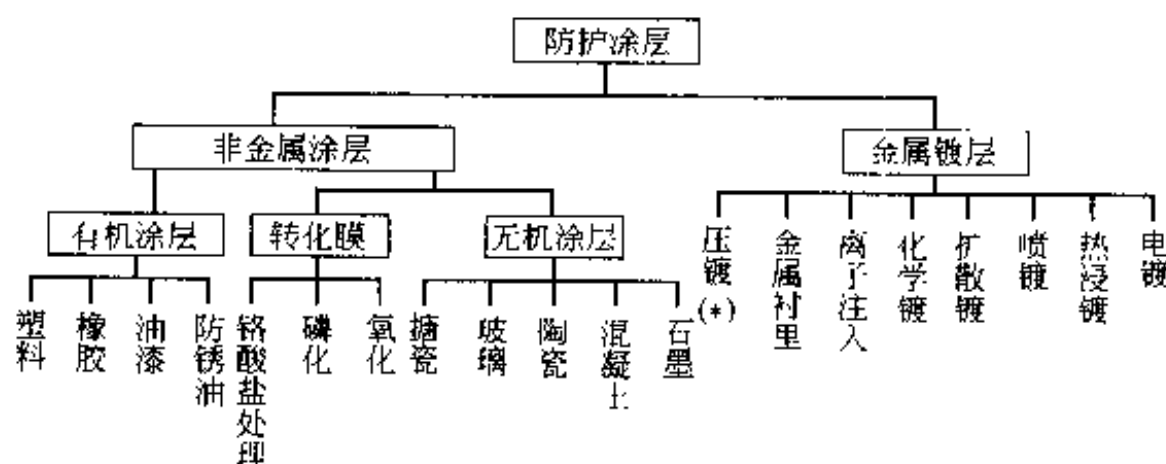 防护涂层
非金属涂层
金属镀层
有机涂层
转化膜
无机涂层
塑料
橡胶
油漆
防锈油
铬酸盐处理
磷化
氧化
搪瓷
玻璃
陶瓷
混凝土
石墨
压镀(*)
金属衬里
离子注入
化学镀
扩散镀
喷镀
热浸镀
电镀